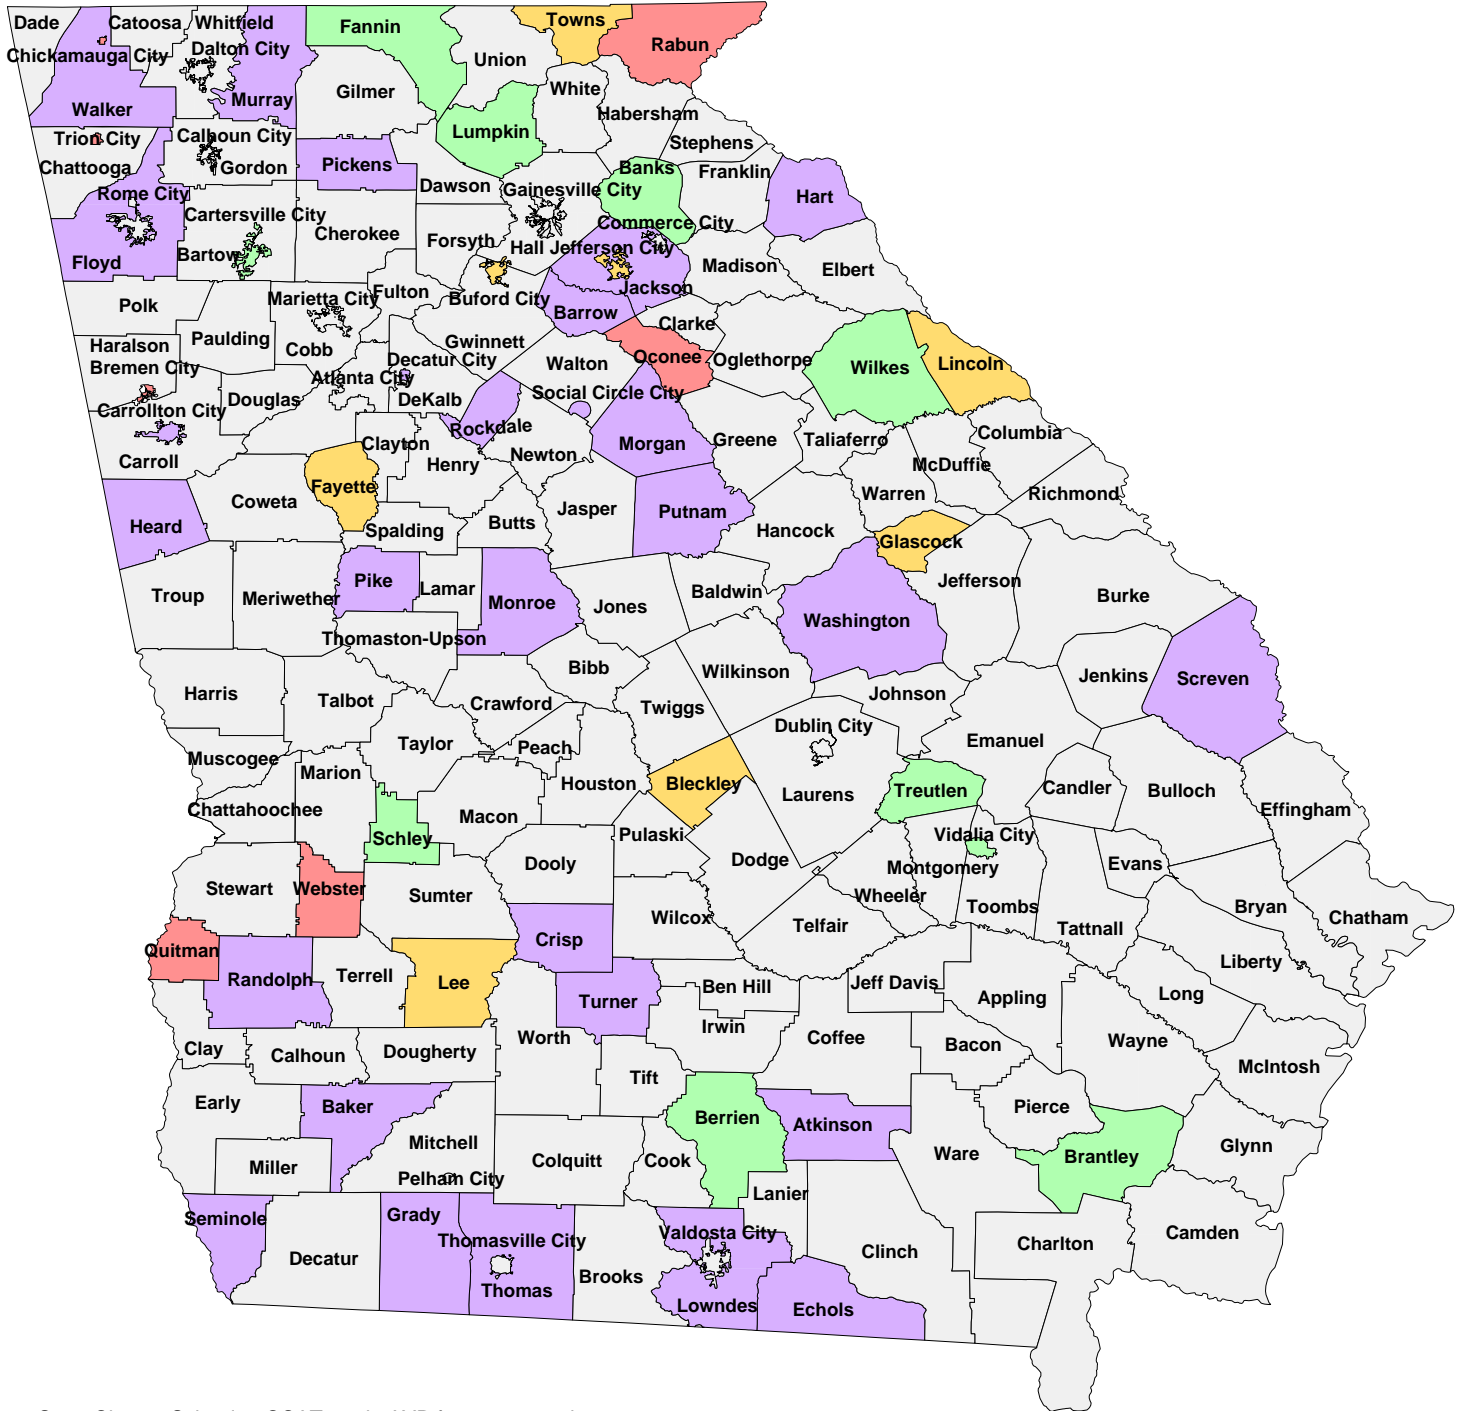 Dade
Catoosa
Whitfield
Fannin
Towns
Rabun
Chickamauga City
Dalton City
Union
Walker
Murray
Gilmer
White
Habersham
Trion City
Calhoun City
Lumpkin
Stephens
Chattooga
Gordon
Pickens
Banks
Franklin
Rome City
Dawson
Gainesville City
Hart
Cartersville City
Cherokee
Forsyth
Commerce City
Floyd
Bartow
Hall
Jefferson City
Madison
Elbert
Polk
Marietta City
Fulton
Buford City
Jackson
Barrow
Clarke
Haralson
Paulding
Cobb
Gwinnett
Bremen City
Decatur City
Walton
Oconee
Oglethorpe
Wilkes
Lincoln
Atlanta City
Carrollton City
Douglas
DeKalb
Social Circle City
Carroll
Clayton
Rockdale
Morgan
Greene
Taliaferro
Columbia
Henry
Newton
McDuffie
Fayette
Warren
Richmond
Heard
Coweta
Spalding
Butts
Jasper
Putnam
Hancock
Glascock
Troup
Meriwether
Pike
Lamar
Monroe
Jones
Baldwin
Jefferson
Burke
Thomaston-Upson
Washington
Harris
Talbot
Bibb
Wilkinson
Jenkins
Screven
Crawford
Twiggs
Johnson
Muscogee
Taylor
Peach
Dublin City
Emanuel
Marion
Houston
Bleckley
Laurens
Treutlen
Candler
Bulloch
Chattahoochee
Macon
Effingham
Schley
Pulaski
Vidalia City
Stewart
Webster
Sumter
Dooly
Dodge
Montgomery
Evans
Wheeler
Toombs
Bryan
Chatham
Quitman
Crisp
Wilcox
Telfair
Tattnall
Randolph
Terrell
Lee
Turner
Ben Hill
Jeff Davis
Appling
Long
Liberty
Clay
Calhoun
Dougherty
Worth
Irwin
Coffee
Bacon
Wayne
McIntosh
Early
Baker
Tift
Pierce
Mitchell
Berrien
Atkinson
Miller
Pelham City
Colquitt
Cook
Ware
Brantley
Glynn
Seminole
Grady
Lanier
Decatur
Thomasville City
Valdosta City
Clinch
Charlton
Camden
Thomas
Brooks
Lowndes
Echols